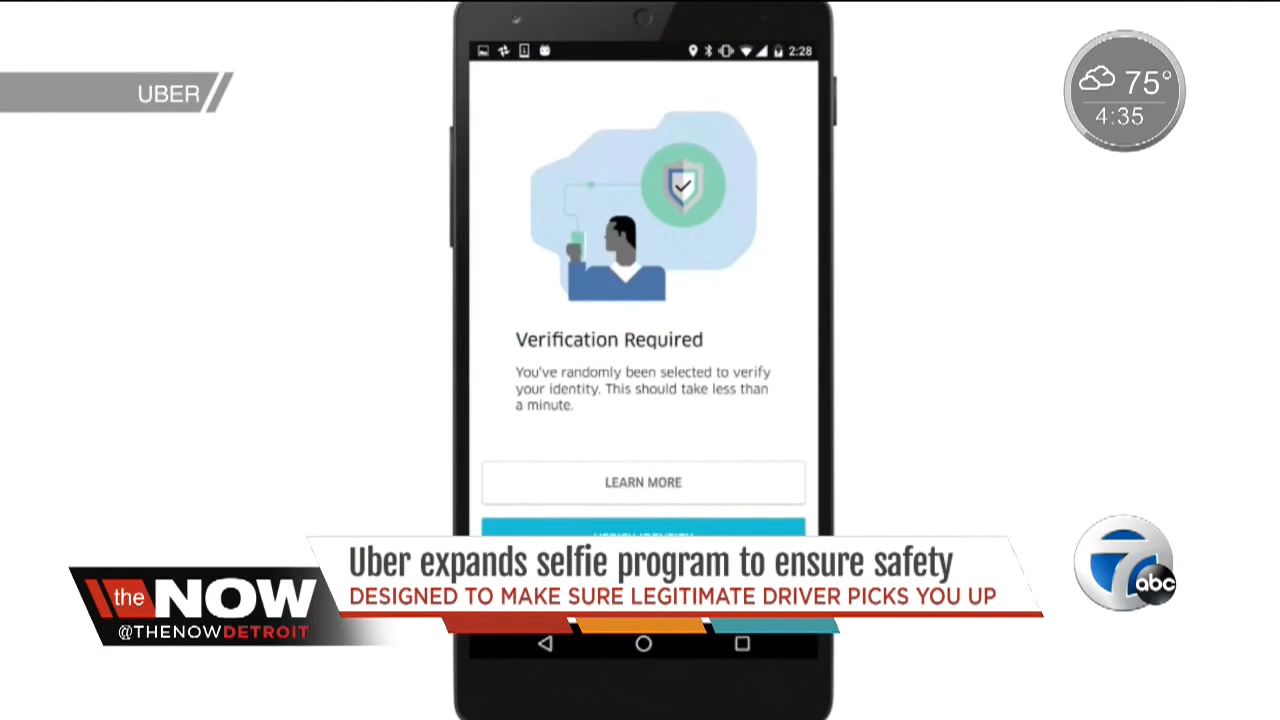 UBER
2:28
75°
4:35
Verification Required
You've randomly been selected to verify
your identity. This should take less than
a minute.
LEARN MORE
VERIFY IDENTITY
Uber expands selfie program to ensure safety
DESIGNED TO MAKE SURE LEGITIMATE DRIVER PICKS YOU UP
the NOW
@THENOWDETROIT
7 abc